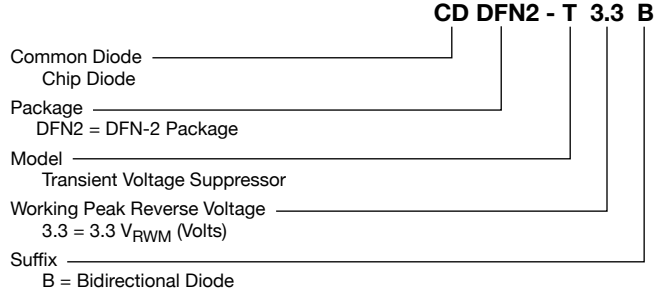 CD DFN2 - T 3.3 B
Common Diode
Chip Diode
Package
DFN2 = DFN-2 Package
Model
Transient Voltage Suppressor
Working Peak Reverse Voltage
3.3 = 3.3 VRWM (Volts)
Suffix
B = Bidirectional Diode